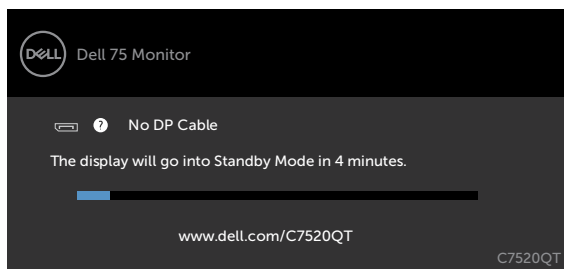 DELL
Dell 75 Monitor
? No DP Cable
The display will go into Standby Mode in 4 minutes.
www.dell.com/C7520QT
C7520QT